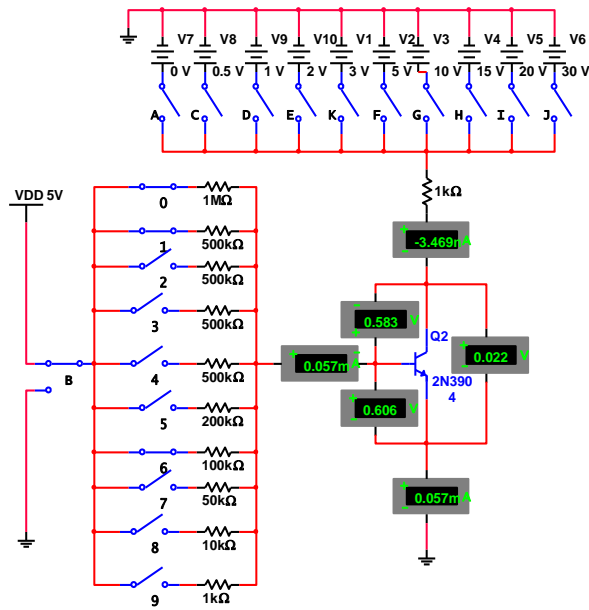 V7 V8 V9 V10 V1 V2 V3 V4 V5 V6
0 V 0.5 V 1 V 2 V 3 V 5 V 10 V 15 V 20 V 30 V
A C D E K F G H I J
VDD 5V
1kΩ
-3.469nA
0 1MΩ
1 500kΩ
2 500kΩ
3 500kΩ
4 500kΩ
5 200kΩ
6 100kΩ
7 50kΩ
8 10kΩ
9 1kΩ
B
0.057mA
0.583 V
Q2
2N390
4
0.022 V
0.606 V
0.057mA